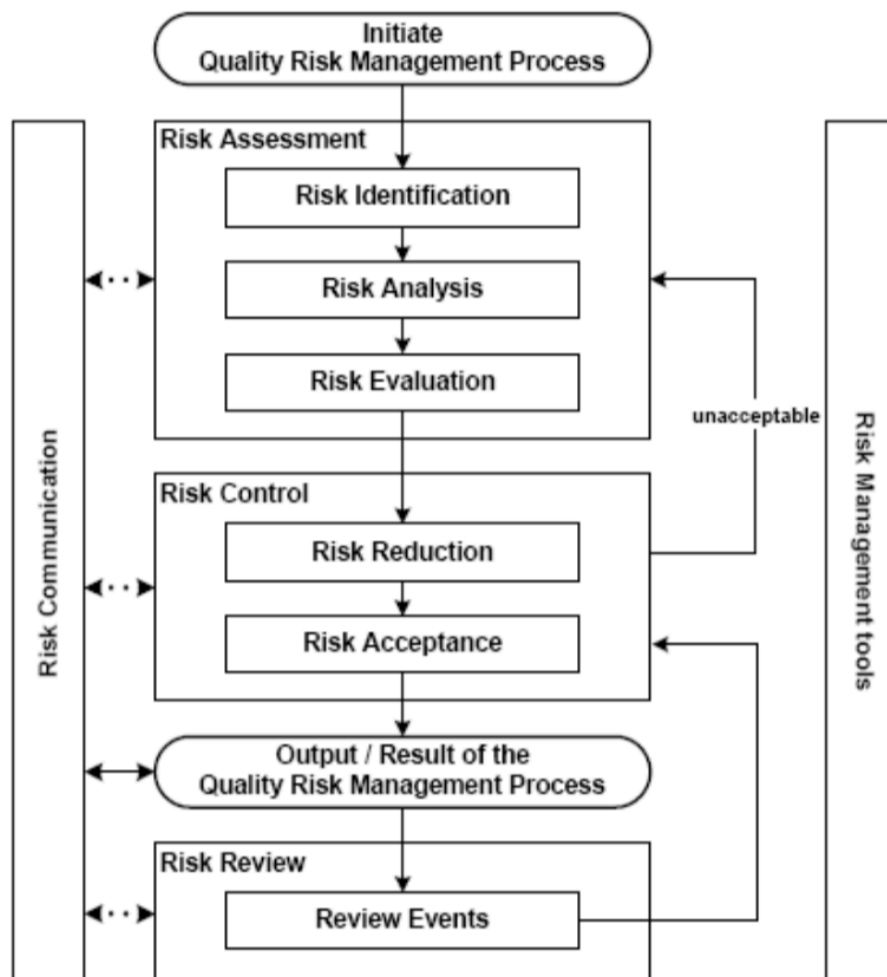 Initiate
Quality Risk Management Process
Risk Assessment
Risk Identification
Risk Analysis
Risk Evaluation
unacceptable
Risk Communication
Risk Management tools
Risk Control
Risk Reduction
Risk Acceptance
Output / Result of the
Quality Risk Management Process
Risk Review
Review Events